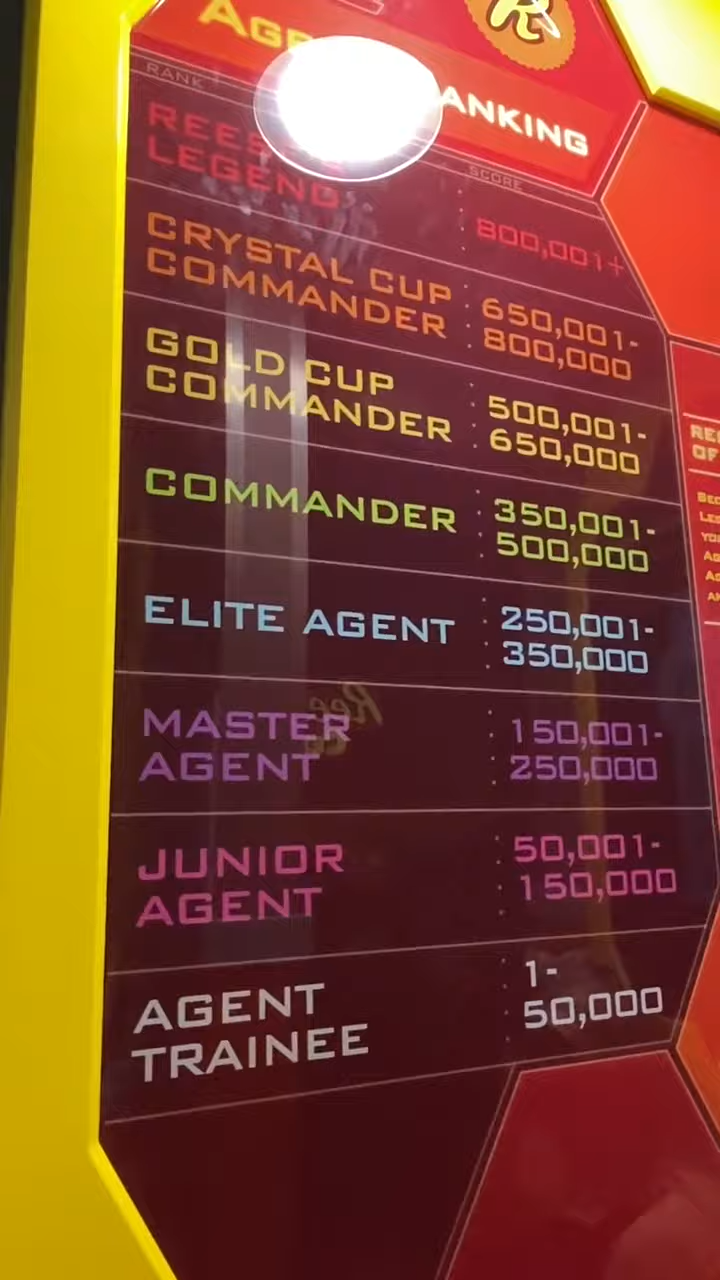 R
RANKING
RANK
SCORE
REESE'S
LEGEND
800,001+
CRYSTAL CUP
COMMANDER
650,001-
800,000
GOLD CUP
COMMANDER
500,001-
650,000
COMMANDER
350,001-
500,000
ELITE AGENT
250,001-
350,000
MASTER
AGENT
150,001-
250,000
JUNIOR
AGENT
50,001-
150,000
AGENT
TRAINEE
1-
50,000
OF